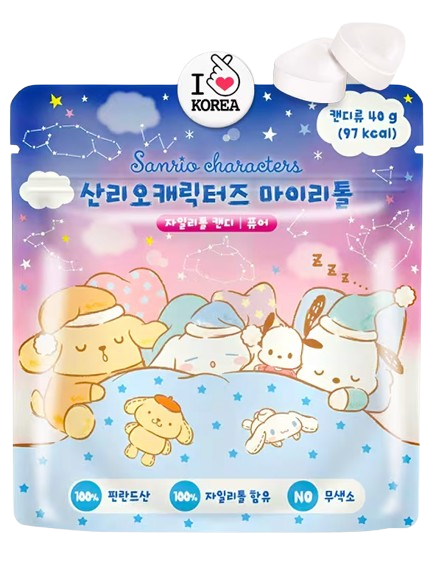 I
KOREA
캔디류 40 g
(97 kcal)
Sanrio characters
산리오캐릭터즈 마이리톨
자일리톨 캔디 | 퓨어
z z z...
100% 핀란드산
100% 자일리톨 함유
NO 무색소